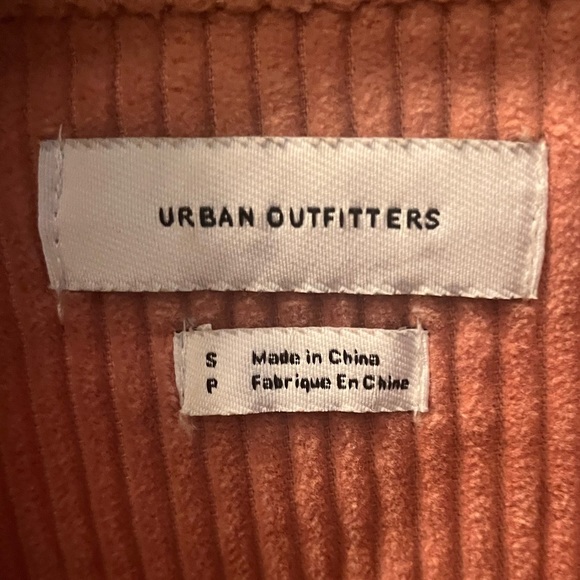 URBAN OUTFITTERS
S Made in China
P Fabrique En Chine